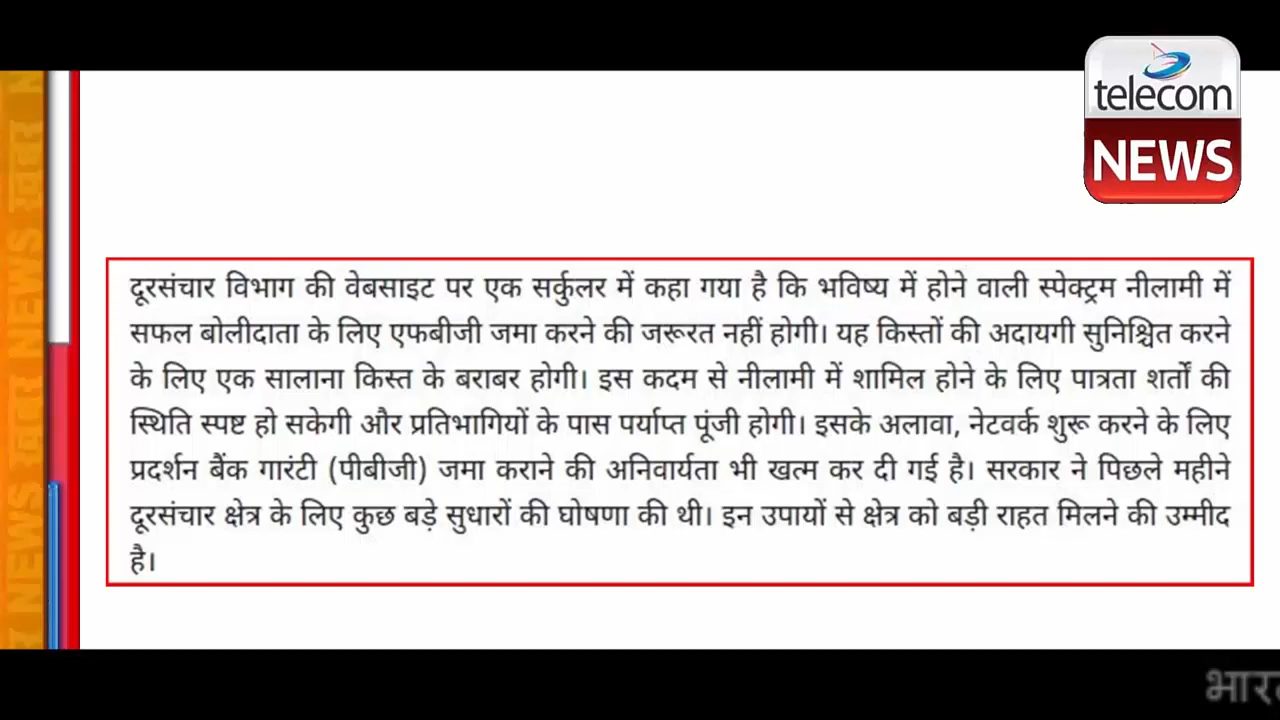 telecom
NEWS
दूरसंचार विभाग की वेबसाइट पर एक सर्कुलर में कहा गया है कि भविष्य में होने वाली स्पेक्ट्रम नीलामी में
सफल बोलीदाता के लिए एफबीजी जमा करने की जरूरत नहीं होगी। यह किस्तों की अदायगी सुनिश्चित करने
के लिए एक सालाना किस्त के बराबर होगी। इस कदम से नीलामी में शामिल होने के लिए पात्रता शर्तों की
स्थिति स्पष्ट हो सकेगी और प्रतिभागियों के पास पर्याप्त पूंजी होगी। इसके अलावा, नेटवर्क शुरू करने के लिए
प्रदर्शन बैंक गारंटी (पीबीजी) जमा कराने की अनिवार्यता भी खत्म कर दी गई है। सरकार ने पिछले महीने
दूरसंचार क्षेत्र के लिए कुछ बड़े सुधारों की घोषणा की थी। इन उपायों से क्षेत्र को बड़ी राहत मिलने की उम्मीद
है।
NEWS खबर NEWS